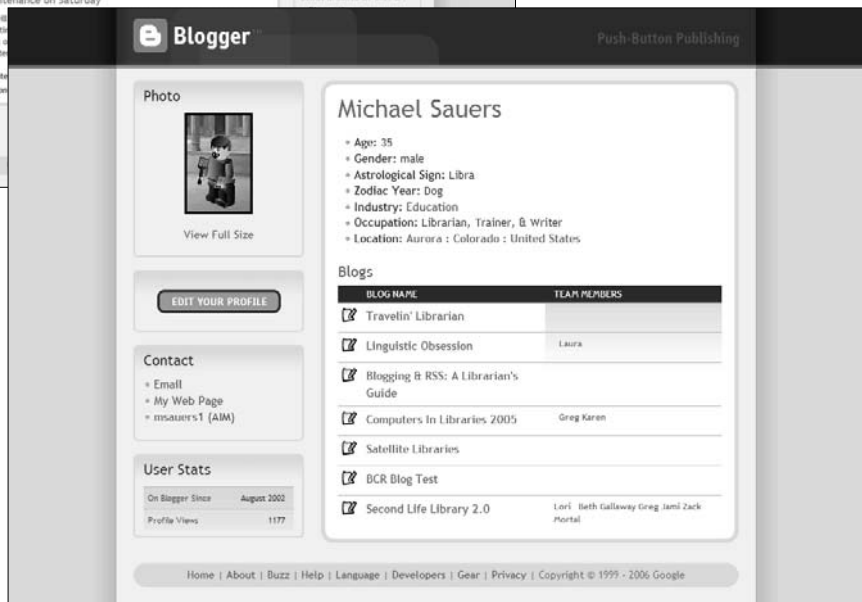 tenance on Saturday
Blogger™
Push-Button Publishing
Photo
View Full Size
EDIT YOUR PROFILE
Contact
Email
My Web Page
msauers1 (AIM)
User Stats
On Blogger Since August 2002
Profile Views 1177
Michael Sauers
Age: 35
Gender: male
Astrological Sign: Libra
Zodiac Year: Dog
Industry: Education
Occupation: Librarian, Trainer, & Writer
Location: Aurora : Colorado : United States
Blogs
BLOG NAME TEAM MEMBERS
Travelin' Librarian
Linguistic Obsession Laura
Blogging & RSS: A Librarian's
Guide
Computers In Libraries 2005 Greg Karen
Satellite Libraries
BCR Blog Test
Second Life Library 2.0 Lori Beth Gallaway Greg Jami Zack
Mortal
Home | About | Buzz | Help | Language | Developers | Gear | Privacy | Copyright © 1999 - 2006 Google